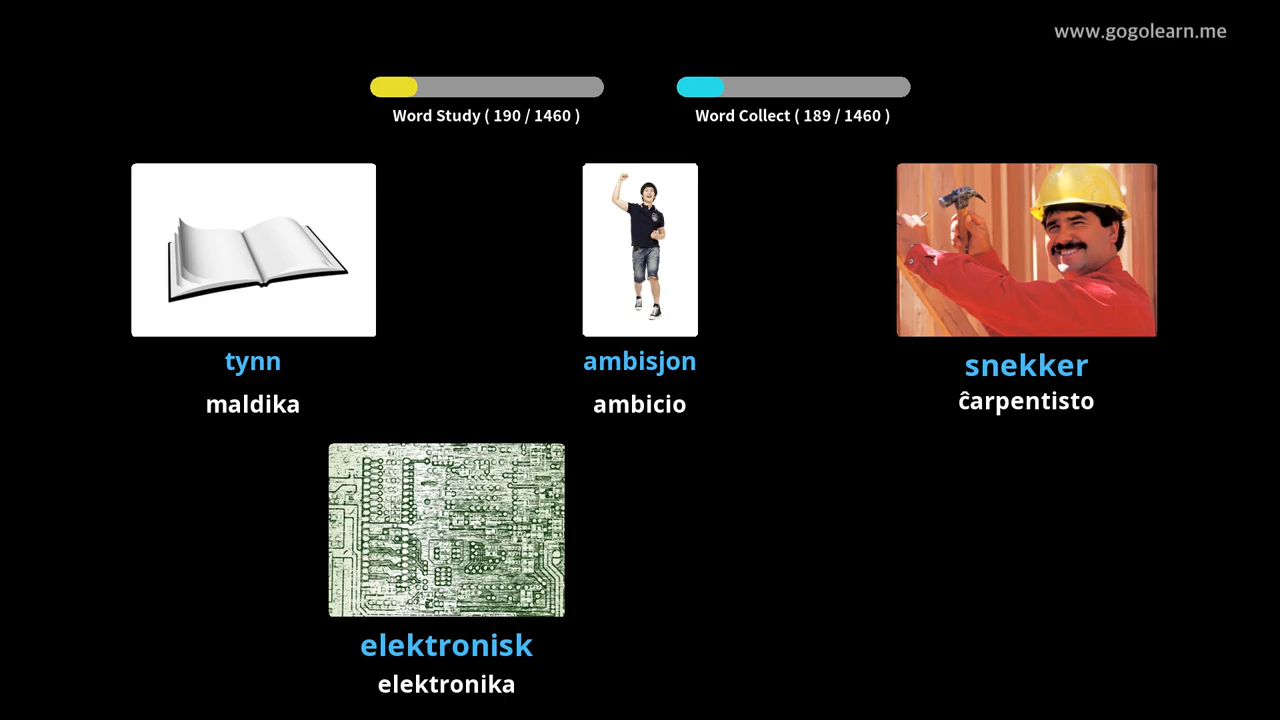 www.gogolearn.me
Word Study ( 190 / 1460 )
Word Collect ( 189 / 1460 )
tynn
maldika
ambisjon
ambicio
snekker
ĉarpentisto
elektronisk
elektronika